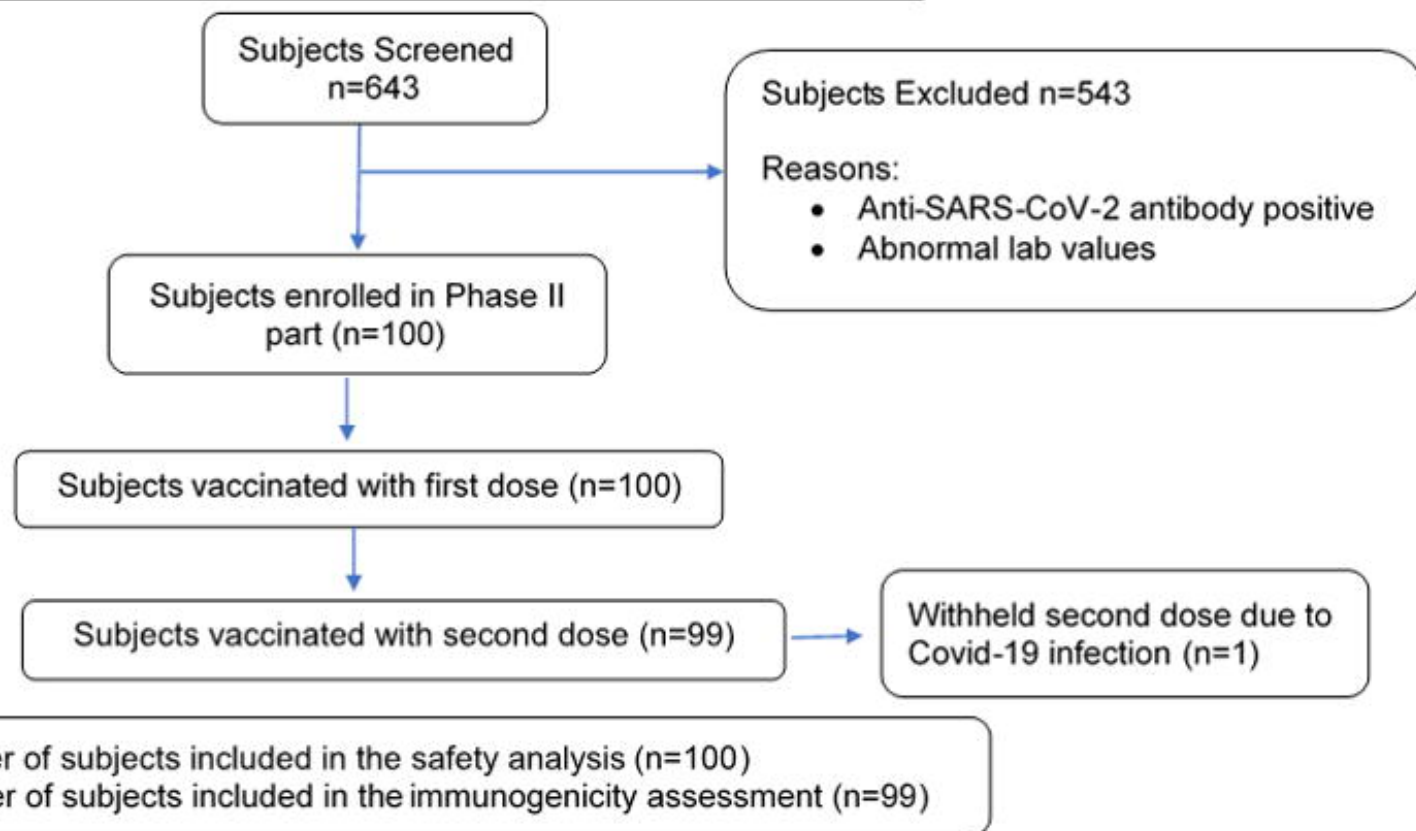 Subjects Screened
n=643
Subjects Excluded n=543
Reasons:
• Anti-SARS-CoV-2 antibody positive
• Abnormal lab values
Subjects enrolled in Phase II
part (n=100)
Subjects vaccinated with first dose (n=100)
Subjects vaccinated with second dose (n=99)
Withheld second dose due to
Covid-19 infection (n=1)
er of subjects included in the safety analysis (n=100)
er of subjects included in the immunogenicity assessment (n=99)